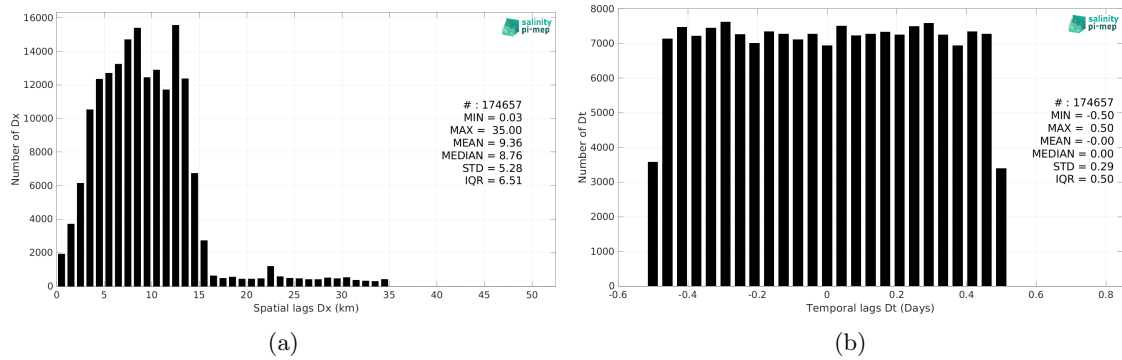 16000
14000
12000
10000
8000
6000
4000
2000
0
0 5 10 15 20 25 30 35 40 45 50
Number of Dx
Spatial lags Dx (km)
salinity
pi-mep
# : 174657
MIN = 0.03
MAX = 35.00
MEAN = 9.36
MEDIAN = 8.76
STD = 5.28
IQR = 6.51
(a)
8000
7000
6000
5000
4000
3000
2000
1000
0
-0.6 -0.4 -0.2 0 0.2 0.4 0.6 0.8
Number of Dt
Temporal lags Dt (Days)
salinity
pi-mep
# : 174657
MIN = -0.50
MAX = 0.50
MEAN = -0.00
MEDIAN = 0.00
STD = 0.29
IQR = 0.50
(b)